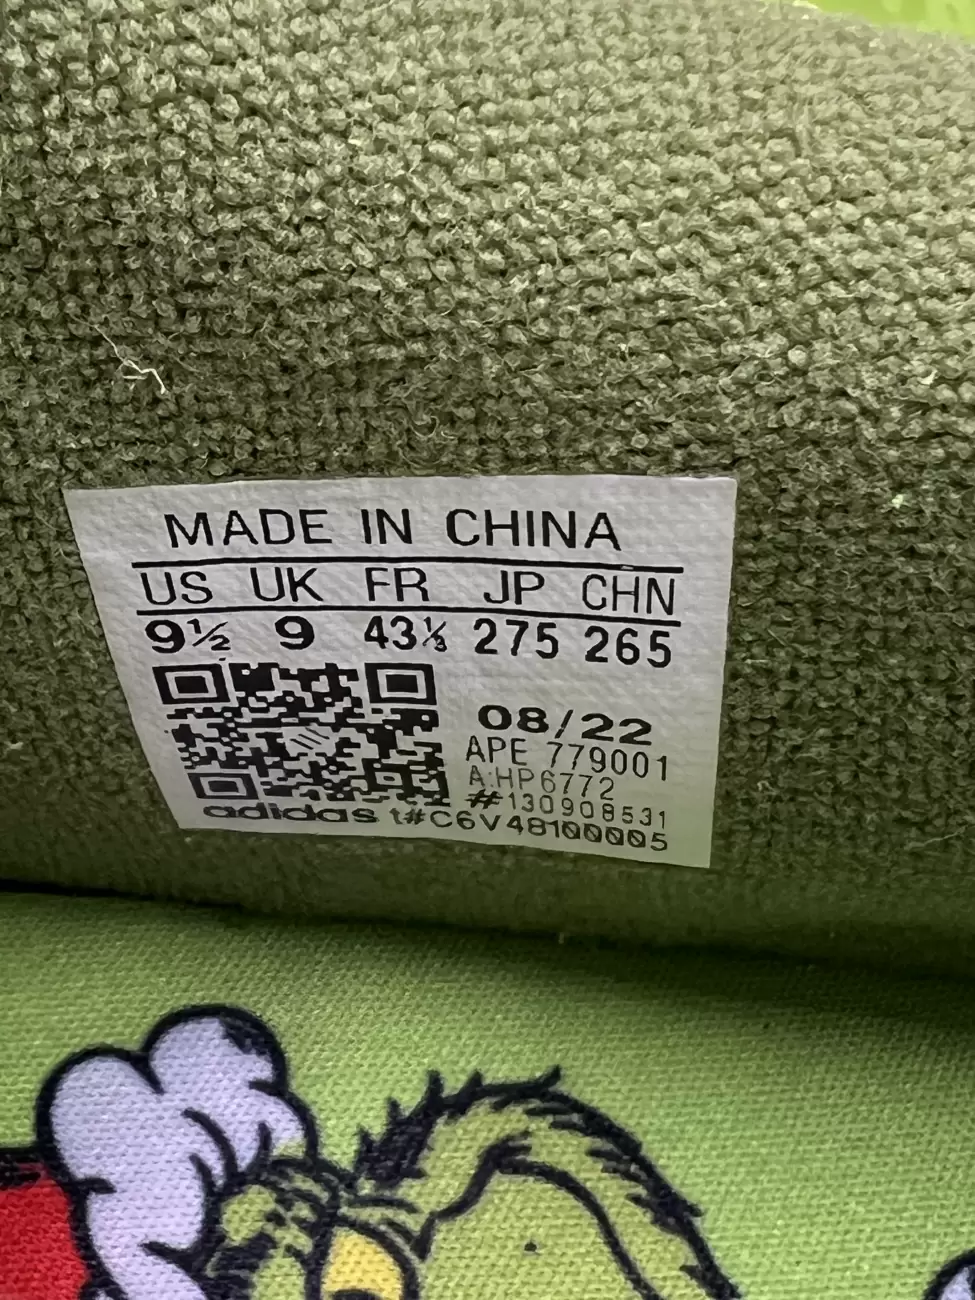 MADE IN CHINA
US UK FR JP CHN
9½ 9 43⅓ 275 265
08/22
APE 779001
A:HP6772
#130908531
adidas t#C6V48100005